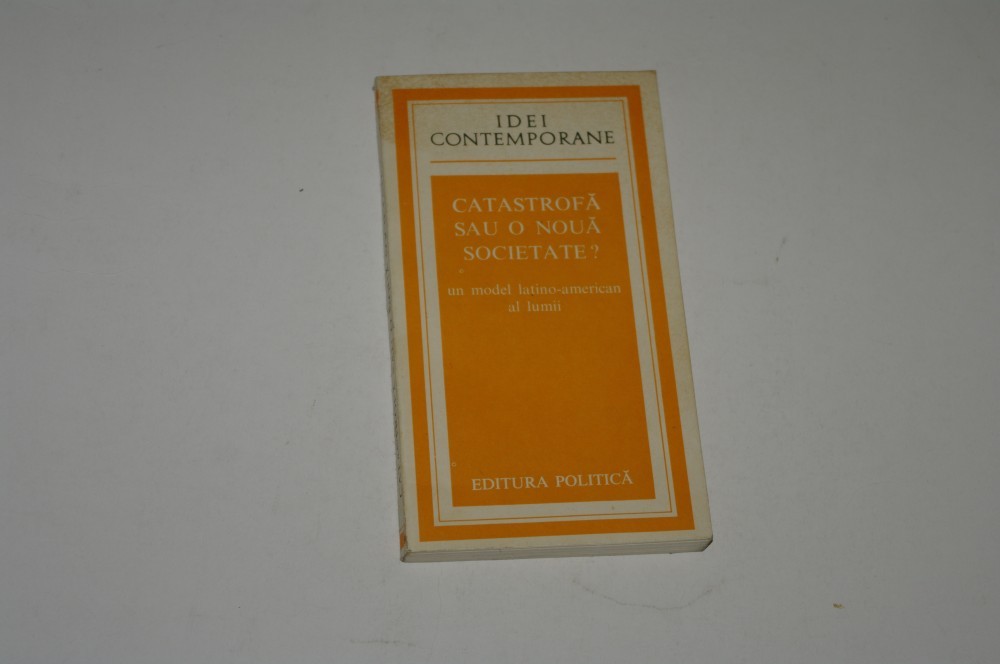 IDEI
CONTEMPORANE
CATASTROFĂ
SAU O NOUĂ
SOCIETATE?
un model latino-american
al lumii
EDITURA POLITICĂ